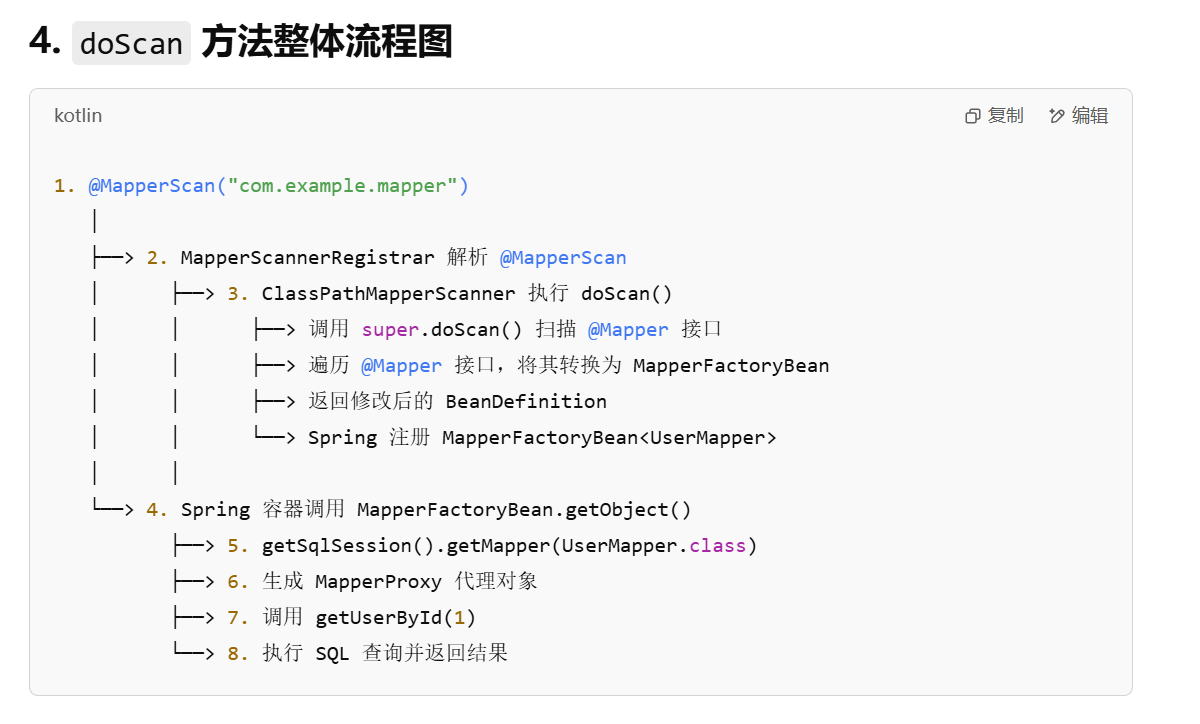 4. doScan 方法整体流程图
kotlin
复制 编辑
1. @MapperScan("com.example.mapper")
│
├──> 2. MapperScannerRegistrar 解析 @MapperScan
│ ├──> 3. ClassPathMapperScanner 执行 doScan()
│ │ ├──> 调用 super.doScan() 扫描 @Mapper 接口
│ │ ├──> 遍历 @Mapper 接口，将其转换为 MapperFactoryBean
│ │ ├──> 返回修改后的 BeanDefinition
│ │ └──> Spring 注册 MapperFactoryBean<UserMapper>
│ │
└──> 4. Spring 容器调用 MapperFactoryBean.getObject()
├──> 5. getSqlSession().getMapper(UserMapper.class)
├──> 6. 生成 MapperProxy 代理对象
├──> 7. 调用 getUserById(1)
└──> 8. 执行 SQL 查询并返回结果